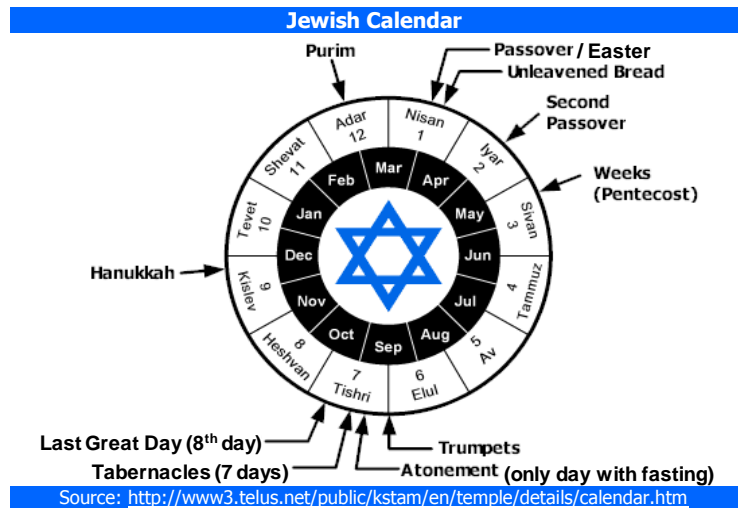 Jewish Calendar
Purim
Passover / Easter
Unleavened Bread
Second
Passover
Weeks
(Pentecost)
Hanukkah
Nisan
1
Iyar
2
Sivan
3
4
Tammuz
5
Av
6
Elul
7
Tishri
8
Heshvan
9
Kislev
Tevet
10
Shevat
11
Adar
12
Mar
Apr
May
Jun
Jul
Aug
Sep
Oct
Nov
Dec
Jan
Feb
Last Great Day (8th day)
Tabernacles (7 days)
Trumpets
Atonement (only day with fasting)
Source: http://www3.telus.net/public/kstam/en/temple/details/calendar.htm